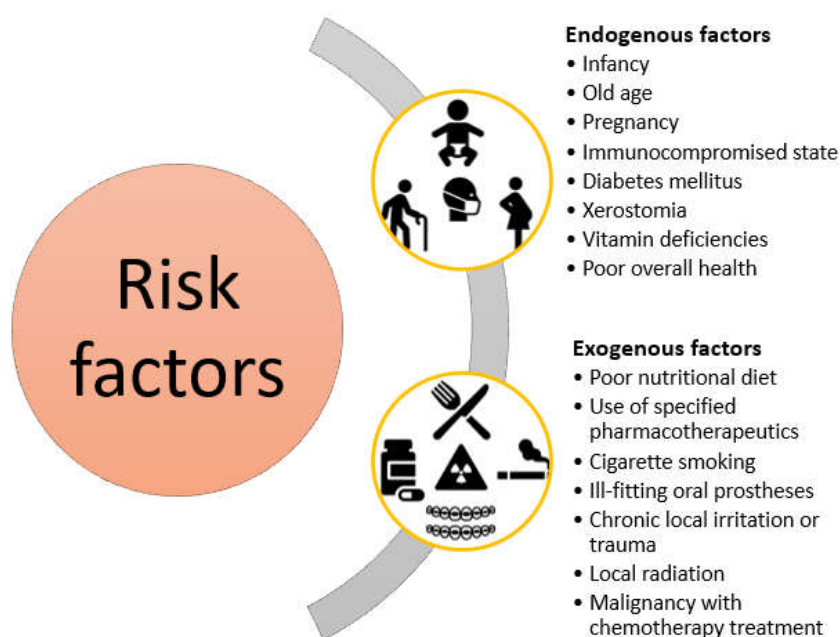 Risk
factors
Endogenous factors
• Infancy
• Old age
• Pregnancy
• Immunocompromised state
• Diabetes mellitus
• Xerostomia
• Vitamin deficiencies
• Poor overall health
Exogenous factors
• Poor nutritional diet
• Use of specified
pharmacotherapeutics
• Cigarette smoking
• Ill-fitting oral prostheses
• Chronic local irritation or
trauma
• Local radiation
• Malignancy with
chemotherapy treatment